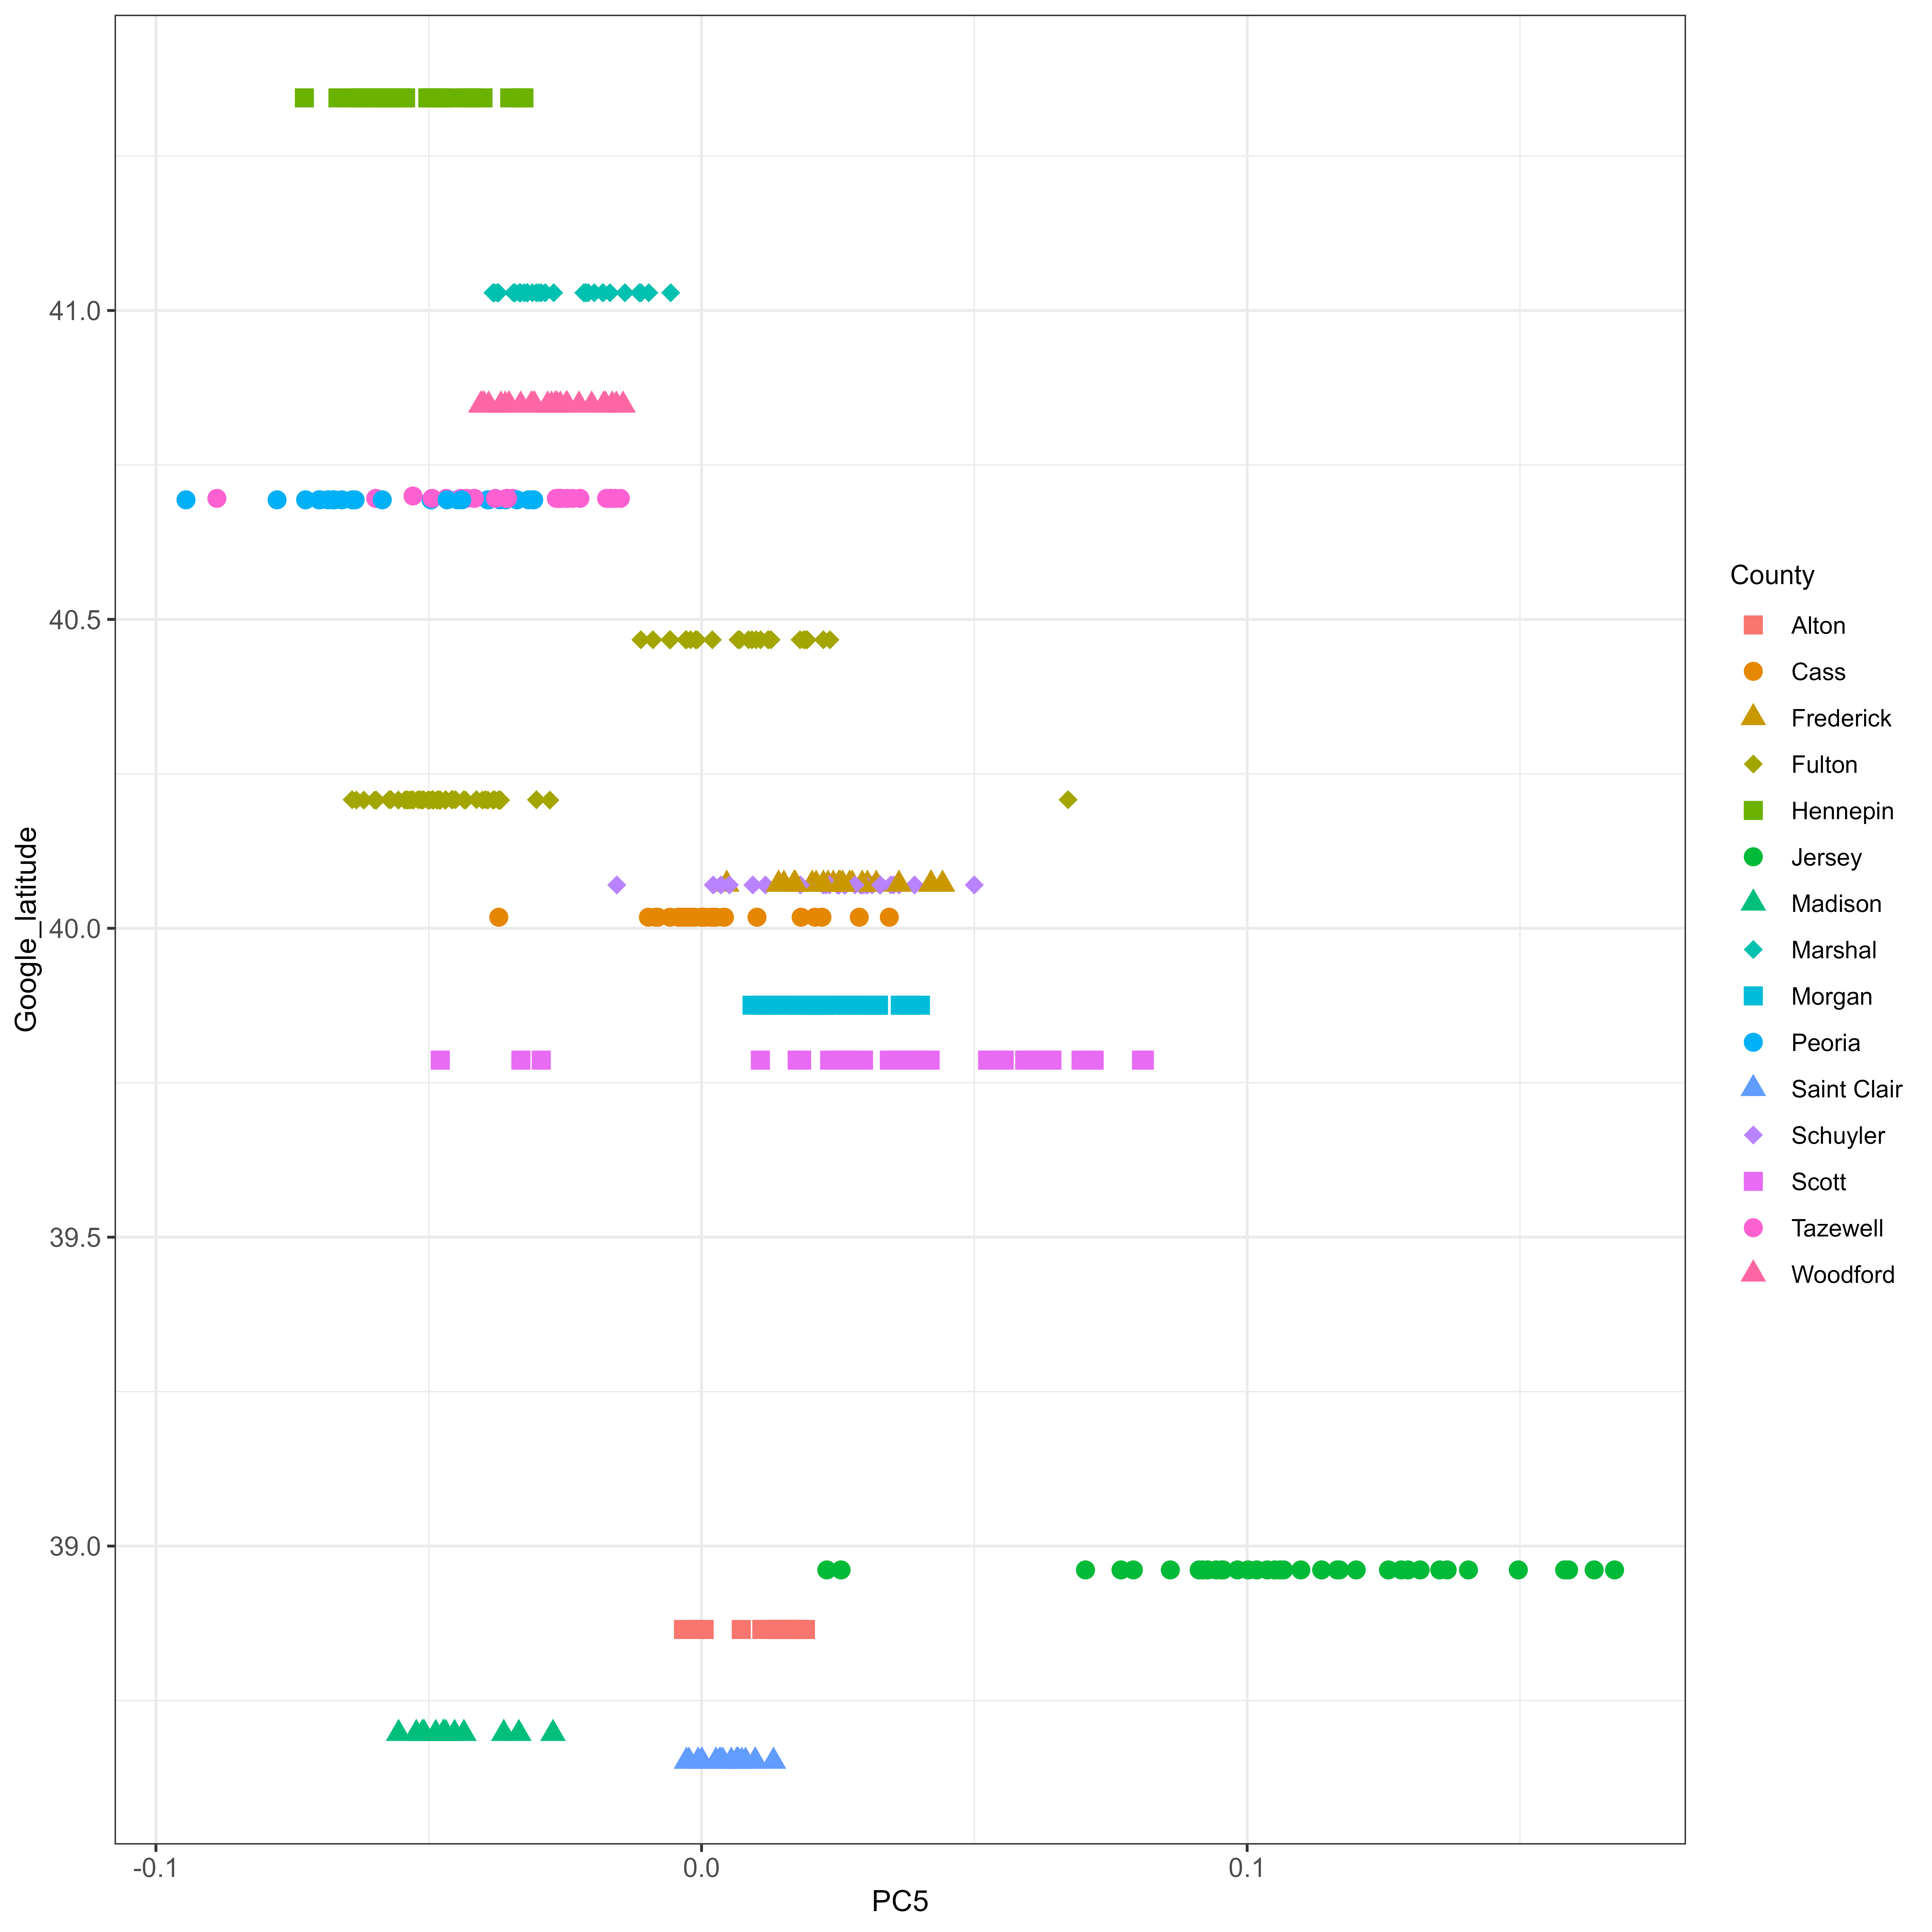 41.0
40.5
40.0
39.5
39.0
Google_latitude
-0.1
0.0
0.1
PC5
County
Alton
Cass
Frederick
Fulton
Hennepin
Jersey
Madison
Marshal
Morgan
Peoria
Saint Clair
Schuyler
Scott
Tazewell
Woodford